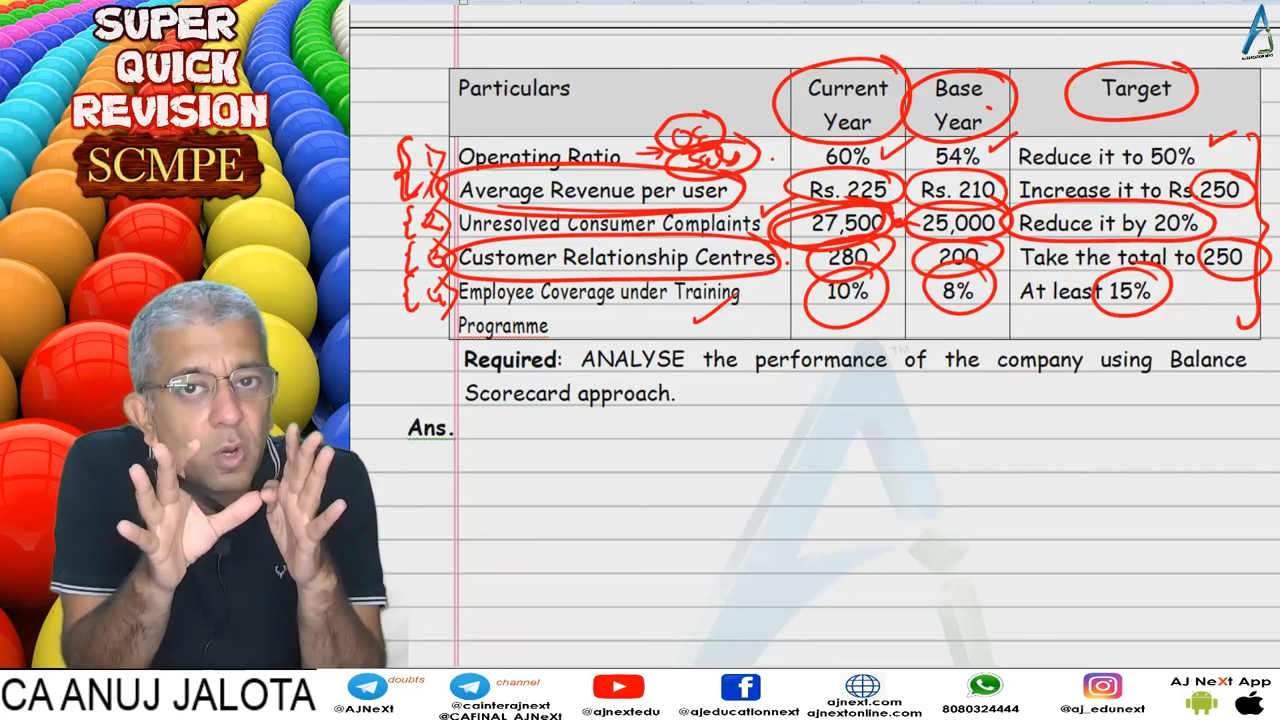 SUPER
QUICK
REVISION
SCMPE
Particulars Current Year Base Year Target
Operating Ratio 60% 54% Reduce it to 50%
Average Revenue per user Rs. 225 Rs. 210 Increase it to Rs 250
Unresolved Consumer Complaints 27,500 25,000 Reduce it by 20%
Customer Relationship Centres 280 200 Take the total to 250
Employee Coverage under Training 10% 8% At least 15%
Programme
Required: ANALYSE the performance of the company using Balance
Scorecard approach.
Ans.
CA ANUJ JALOTA
doubts
@AJNeXt
channel
@cainterajnext
@CAFINAL_AJNeXt
@ajnextedu
@ajeducationnext
ajnext.com
ajnextonline.com
8080324444
@aj_edunext
AJ NeXt App